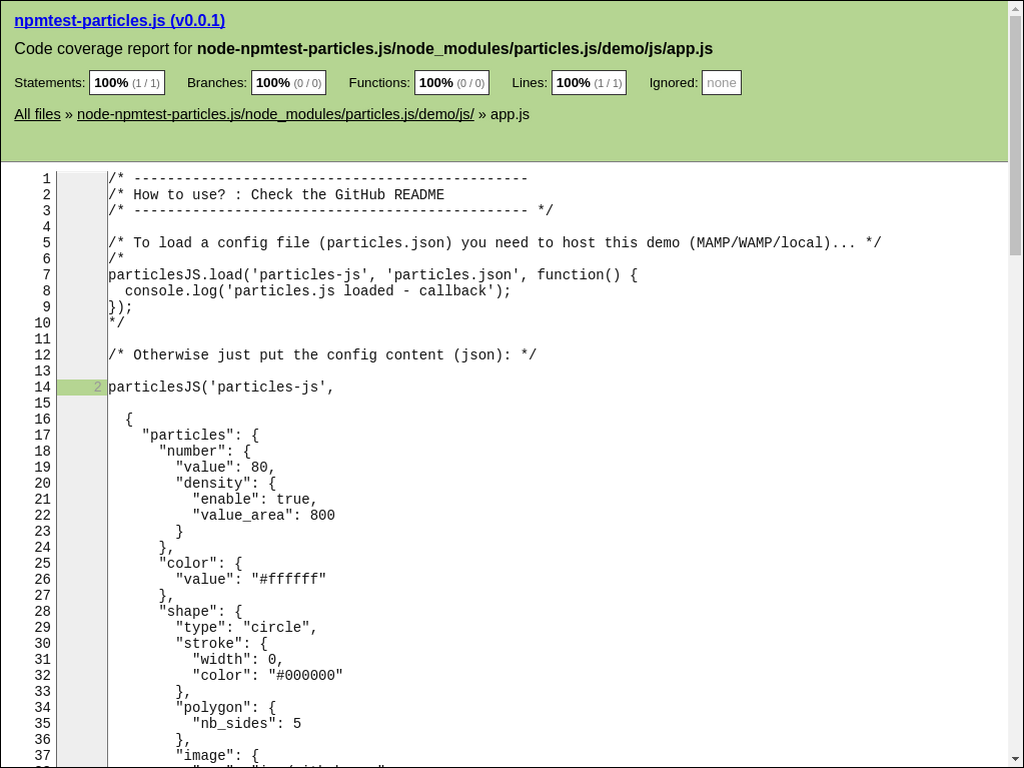 npmtest-particles.js (v0.0.1)
Code coverage report for node-npmtest-particles.js/node_modules/particles.js/demo/js/app.js
Statements: 100% (1 / 1) Branches: 100% (0 / 0) Functions: 100% (0 / 0) Lines: 100% (1 / 1) Ignored: none
All files » node-npmtest-particles.js/node_modules/particles.js/demo/js/ » app.js
1 /* -----------------------------------------------
2 /* How to use? : Check the GitHub README
3 /* ----------------------------------------------- */
4
5 /* To load a config file (particles.json) you need to host this demo (MAMP/WAMP/local)... */
6 /*
7 particlesJS.load('particles-js', 'particles.json', function() {
8   console.log('particles.js loaded - callback');
9 });
10 */
11
12 /* Otherwise just put the config content (json): */
13
14 2 particlesJS('particles-js',
15
16   {
17     "particles": {
18       "number": {
19         "value": 80,
20         "density": {
21           "enable": true,
22           "value_area": 800
23         }
24       },
25       "color": {
26         "value": "#ffffff"
27       },
28       "shape": {
29         "type": "circle",
30         "stroke": {
31           "width": 0,
32           "color": "#000000"
33         },
34         "polygon": {
35           "nb_sides": 5
36         },
37         "image": {